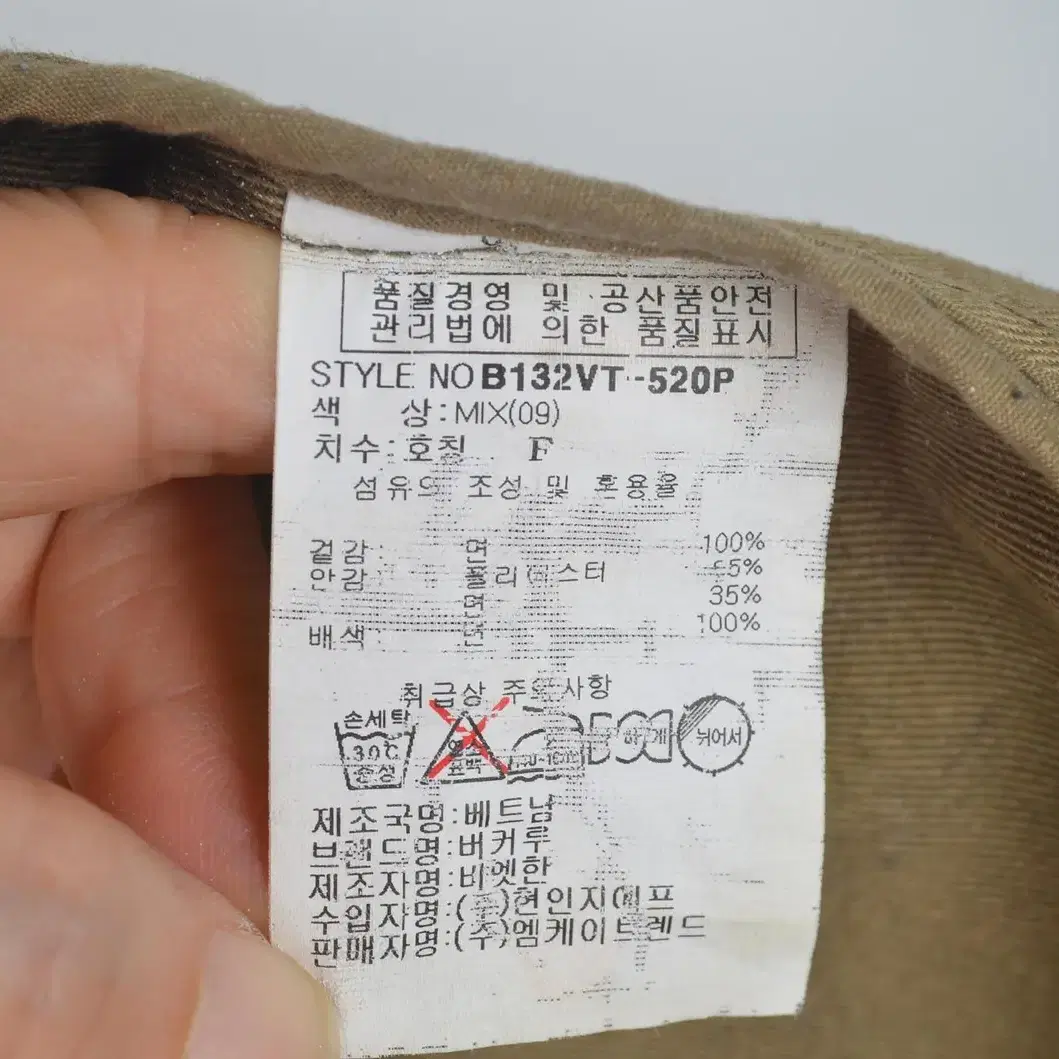 품질경영 및 공산품안전
관리법에 의한 품질표시
STYLE NO B132VT-520P
색 상:MIX(09)
치수:호칭 F
섬유의 조성 및 혼용율
겉감: 면 100%
안감: 폴리에스터 65%
면 35%
배색: 면 100%
취급상 주의사항
손세탁
30℃
중성
염소
표백
뉘어서
제조국명:베트남
브랜드명:버커루
제조자명:비엣한
수입자명:(주)현인지에프
판매자명:(주)엠케이트렌드